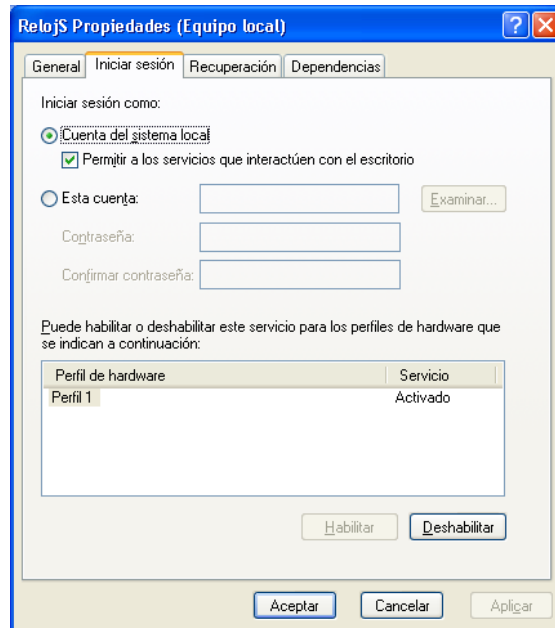 RelojS Propiedades (Equipo local)
General Iniciar sesión Recuperación Dependencias
Iniciar sesión como:
Cuenta del sistema local
Permitir a los servicios que interactúen con el escritorio
Esta cuenta: Examinar...
Contraseña:
Confirmar contraseña:
Puede habilitar o deshabilitar este servicio para los perfiles de hardware que
se indican a continuación:
Perfil de hardware Servicio
Perfil 1 Activado
Habilitar Deshabilitar
Aceptar Cancelar Aplicar